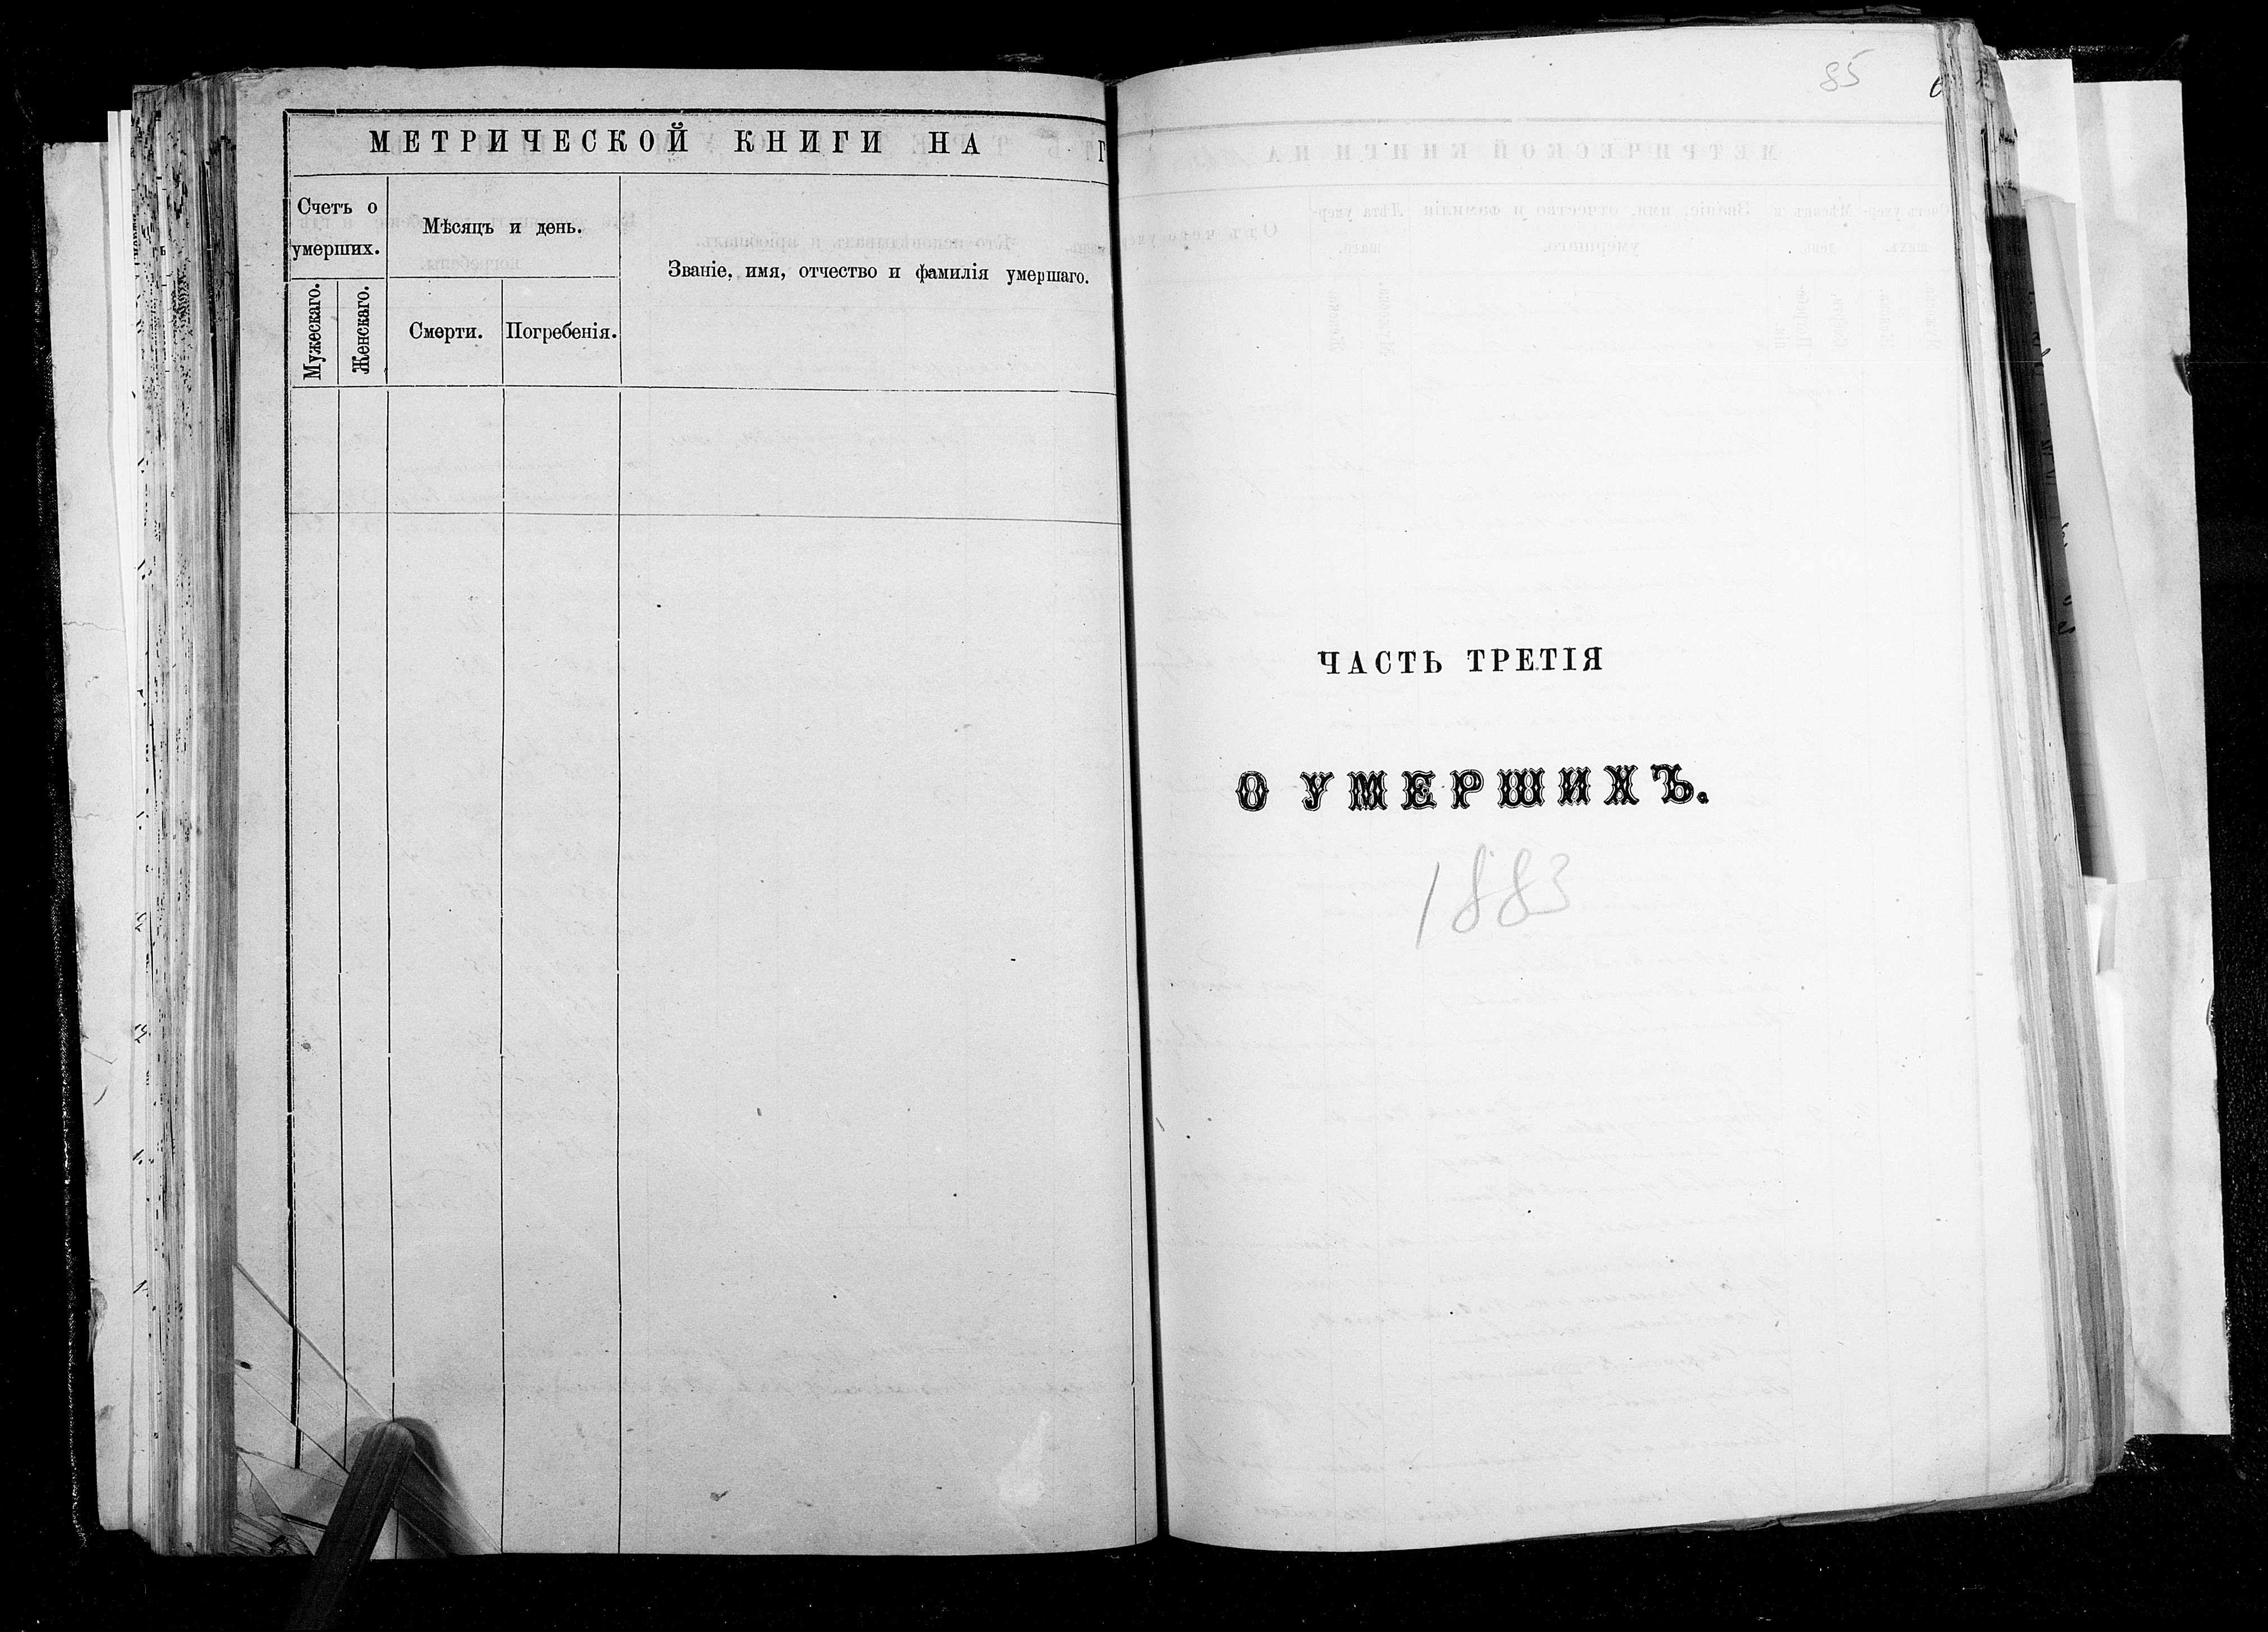 МЕТРИЧЕСКОЙ КНИГИ НА Г
Счетъ о умерших.
Мѣсяцъ и день.
Званіе, имя, отчество и фамилія умершаго.
Мужескаго.
Женскаго.
Смерти.
Погребенія.
85
ЧАСТЬ ТРЕТІЯ
О УМЕРШИХЪ.
1883